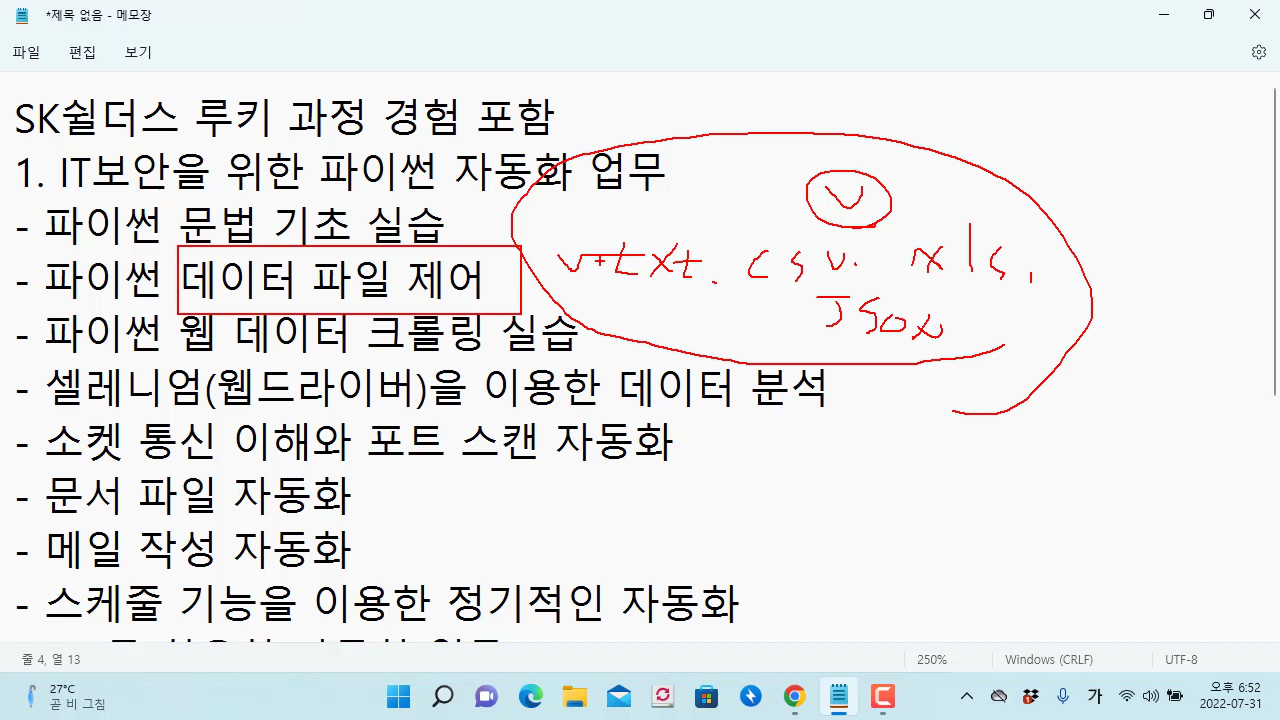 *제목 없음 - 메모장
파일 편집 보기
SK쉴더스 루키 과정 경험 포함
1. IT보안을 위한 파이썬 자동화 업무
- 파이썬 문법 기초 실습
- 파이썬 데이터 파일 제어
- 파이썬 웹 데이터 크롤링 실습
- 셀레니엄(웹드라이버)을 이용한 데이터 분석
- 소켓 통신 이해와 포트 스캔 자동화
- 문서 파일 자동화
- 메일 작성 자동화
- 스케줄 기능을 이용한 정기적인 자동화
V
txt. csv. xls.
JSON
줄 4, 열 13
250%
Windows (CRLF)
UTF-8
27°C
곧 비 그침
가
오후 6:52
2022-07-31